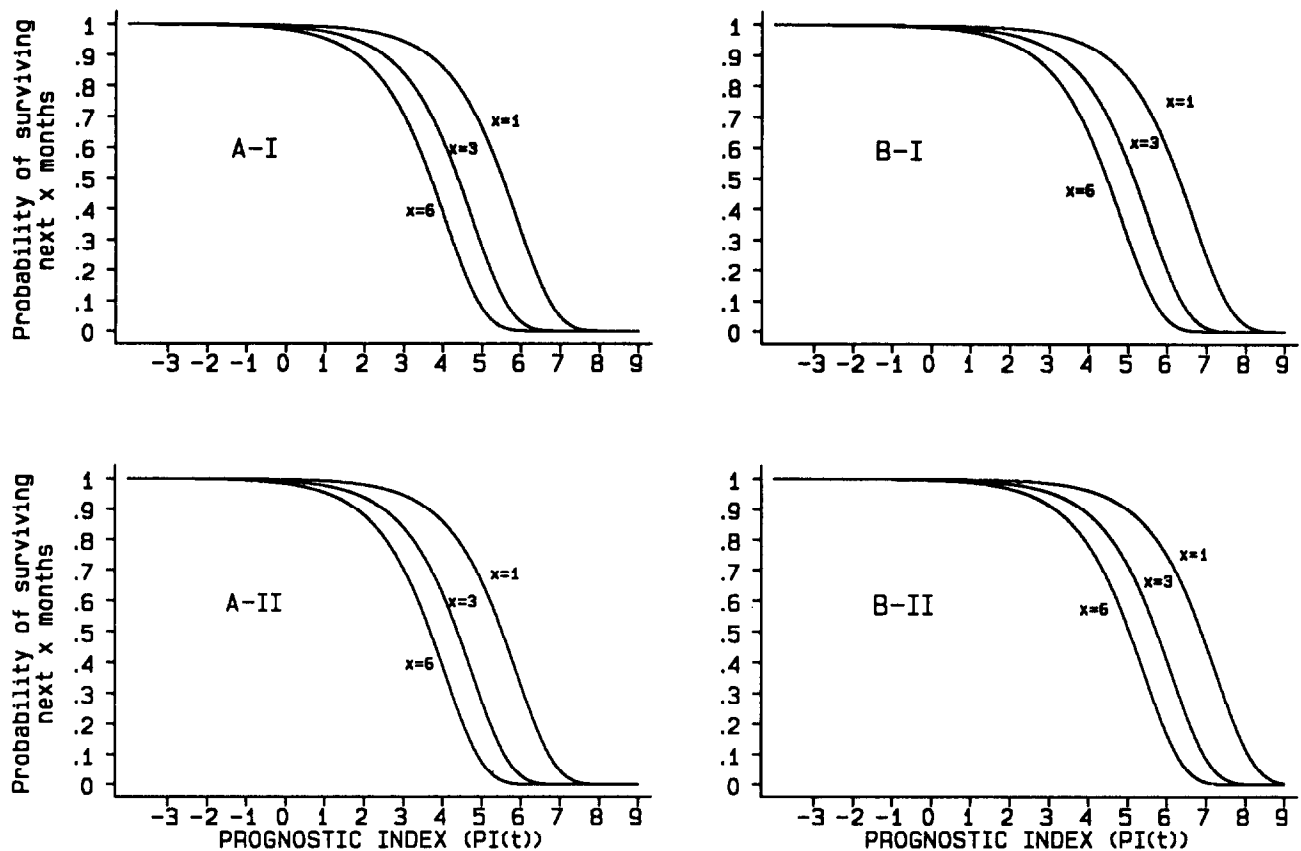 Probability of surviving
next x months
1
.9
.8
.7
.6
.5
.4
.3
.2
.1
0
A-I
x=1
x=3
x=6
-3 -2 -1 0 1 2 3 4 5 6 7 8 9
1
.9
.8
.7
.6
.5
.4
.3
.2
.1
0
B-I
x=1
x=3
x=6
-3 -2 -1 0 1 2 3 4 5 6 7 8 9
Probability of surviving
next x months
1
.9
.8
.7
.6
.5
.4
.3
.2
.1
0
A-II
x=1
x=3
x=6
-3 -2 -1 0 1 2 3 4 5 6 7 8 9
PROGNOSTIC INDEX (PI(t))
1
.9
.8
.7
.6
.5
.4
.3
.2
.1
0
B-II
x=1
x=3
x=6
-3 -2 -1 0 1 2 3 4 5 6 7 8 9
PROGNOSTIC INDEX (PI(t))